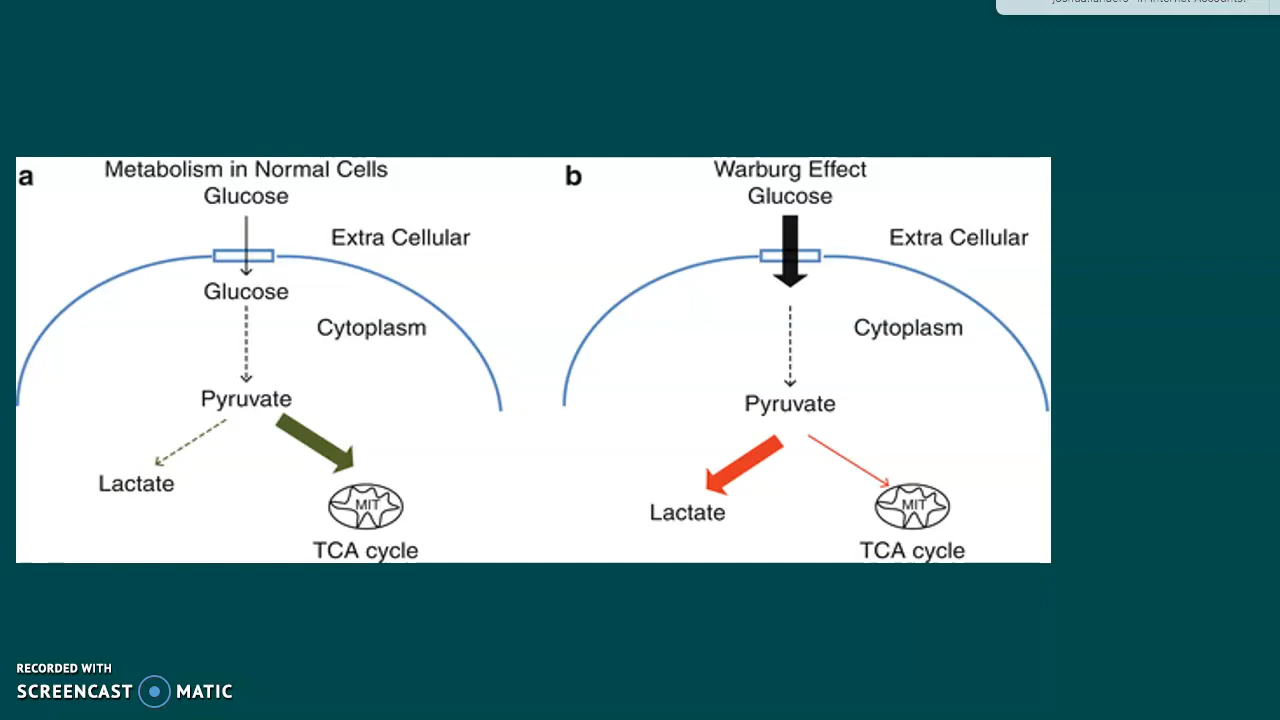 a
Metabolism in Normal Cells
Glucose
Extra Cellular
Glucose
Cytoplasm
Pyruvate
Lactate
MIT
TCA cycle
b
Warburg Effect
Glucose
Extra Cellular
Cytoplasm
Pyruvate
Lactate
MIT
TCA cycle
RECORDED WITH
SCREENCAST MATIC